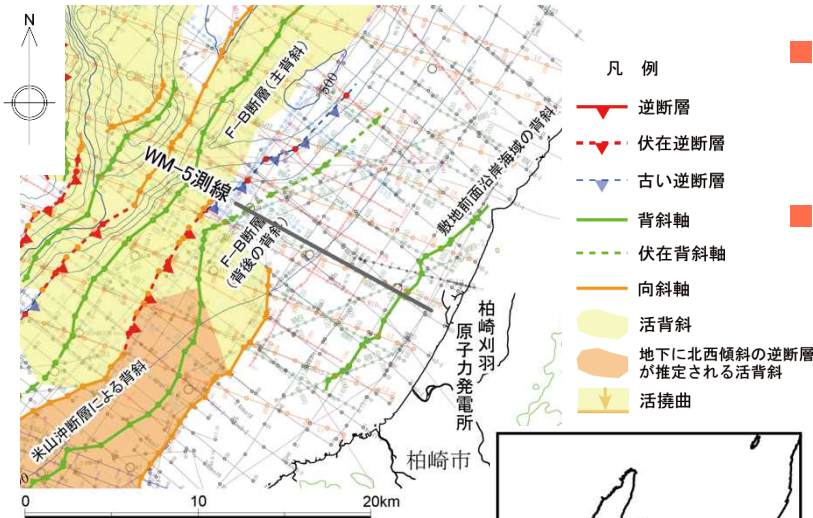 N
500
F-B断層(主背斜)
WM-5測線
F-B断層
(背後の背斜)
敷地前面沿岸海域の背斜
米山沖断層による背斜
柏崎刈羽
原子力発電所
柏崎市
0 10 20km
凡 例
逆断層
伏在逆断層
古い逆断層
背斜軸
伏在背斜軸
向斜軸
活背斜
地下に北西傾斜の逆断層
が推定される活背斜
活撓曲